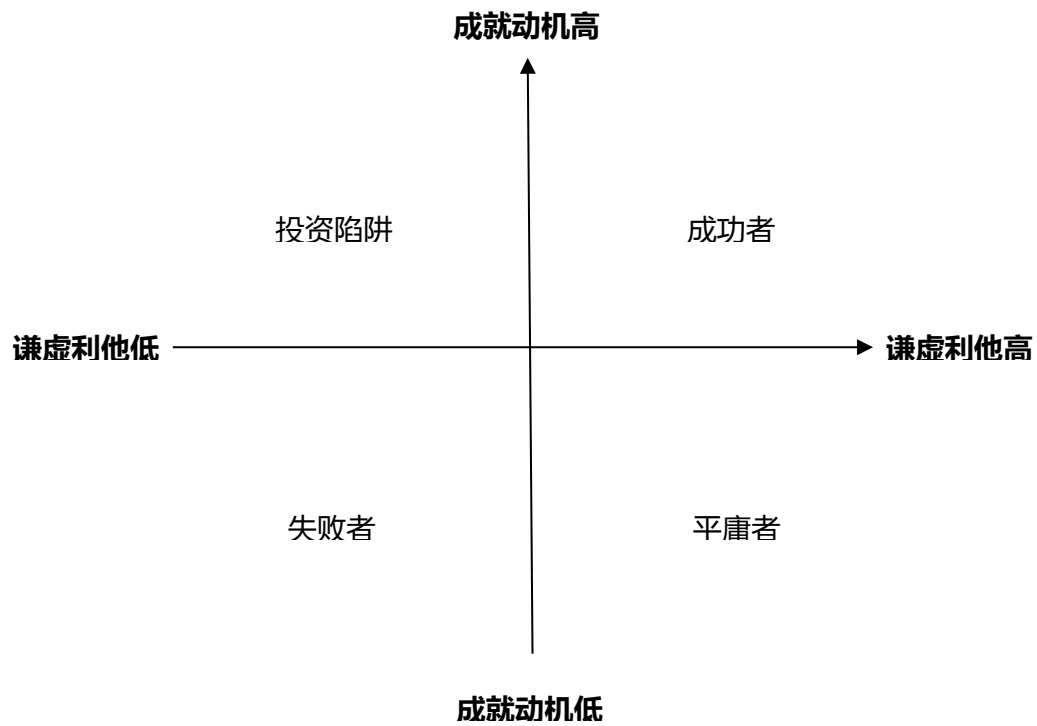 成就动机高
投资陷阱
成功者
谦虚利他低
谦虚利他高
失败者
平庸者
成就动机低